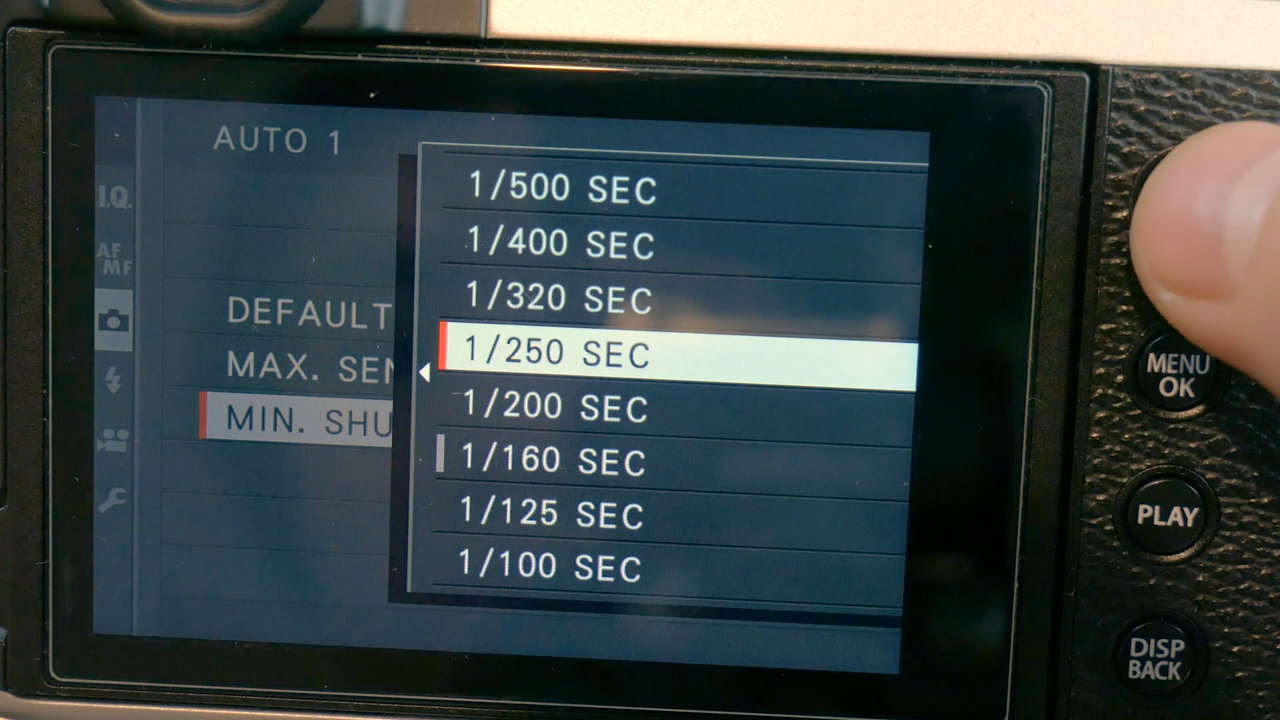 AUTO 1
I.Q.
AF
MF
DEFAULT
MAX. SEN
MIN. SHU
1/500 SEC
1/400 SEC
1/320 SEC
1/250 SEC
1/200 SEC
1/160 SEC
1/125 SEC
1/100 SEC
MENU
OK
PLAY
DISP
BACK